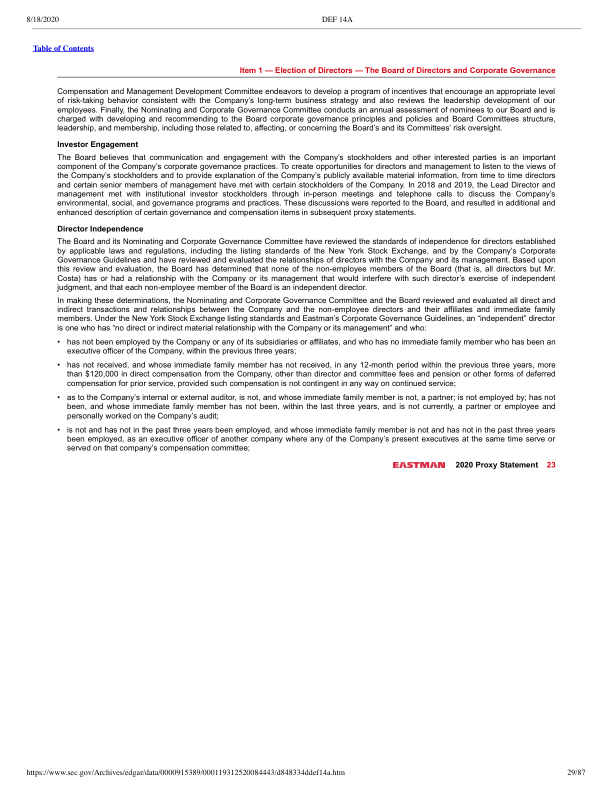 8/18/2020 DEF 14A
Table of Contents
Item 1 — Election of Directors — The Board of Directors and Corporate Governance
Compensation and Management Development Committee endeavors to develop a program of incentives that encourage an appropriate level
of risk-taking behavior consistent with the Company's long-term business strategy and also reviews the leadership development of our
employees. Finally, the Nominating and Corporate Governance Committee conducts an annual assessment of nominees to our Board and is
charged with developing and recommending to the Board corporate governance principles and policies and Board Committees structure,
leadership, and membership, including those related to, affecting, or concerning the Board's and its Committees' risk oversight.
Investor Engagement
The Board believes that communication and engagement with the Company's stockholders and other interested parties is an important
component of the Company's corporate governance practices. To create opportunities for directors and management to listen to the views of
the Company's stockholders and to provide explanation of the Company's publicly available material information, from time to time directors
and certain senior members of management have met with certain stockholders of the Company. In 2018 and 2019, the Lead Director and
management met with institutional investor stockholders through in-person meetings and telephone calls to discuss the Company's
environmental, social, and governance programs and practices. These discussions were reported to the Board, and resulted in additional and
enhanced description of certain governance and compensation items in subsequent proxy statements.
Director Independence
The Board and its Nominating and Corporate Governance Committee have reviewed the standards of independence for directors established
by applicable laws and regulations, including the listing standards of the New York Stock Exchange, and by the Company's Corporate
Governance Guidelines and have reviewed and evaluated the relationships of directors with the Company and its management. Based upon
this review and evaluation, the Board has determined that none of the non-employee members of the Board (that is, all directors but Mr.
Costa) has or had a relationship with the Company or its management that would interfere with such director's exercise of independent
judgment, and that each non-employee member of the Board is an independent director.
In making these determinations, the Nominating and Corporate Governance Committee and the Board reviewed and evaluated all direct and
indirect transactions and relationships between the Company and the non-employee directors and their affiliates and immediate family
members. Under the New York Stock Exchange listing standards and Eastman's Corporate Governance Guidelines, an "independent" director
is one who has "no direct or indirect material relationship with the Company or its management" and who:
• has not been employed by the Company or any of its subsidiaries or affiliates, and who has no immediate family member who has been an
executive officer of the Company, within the previous three years;
• has not received, and whose immediate family member has not received, in any 12-month period within the previous three years, more
than $120,000 in direct compensation from the Company, other than director and committee fees and pension or other forms of deferred
compensation for prior service, provided such compensation is not contingent in any way on continued service;
• as to the Company's internal or external auditor, is not, and whose immediate family member is not, a partner; is not employed by; has not
been, and whose immediate family member has not been, within the last three years, and is not currently, a partner or employee and
personally worked on the Company's audit;
• is not and has not in the past three years been employed, and whose immediate family member is not and has not in the past three years
been employed, as an executive officer of another company where any of the Company's present executives at the same time serve or
served on that company's compensation committee;
EASTMAN 2020 Proxy Statement 23
https://www.sec.gov/Archives/edgar/data/0000915389/000119312520084443/d848334ddef14a.htm 29/87